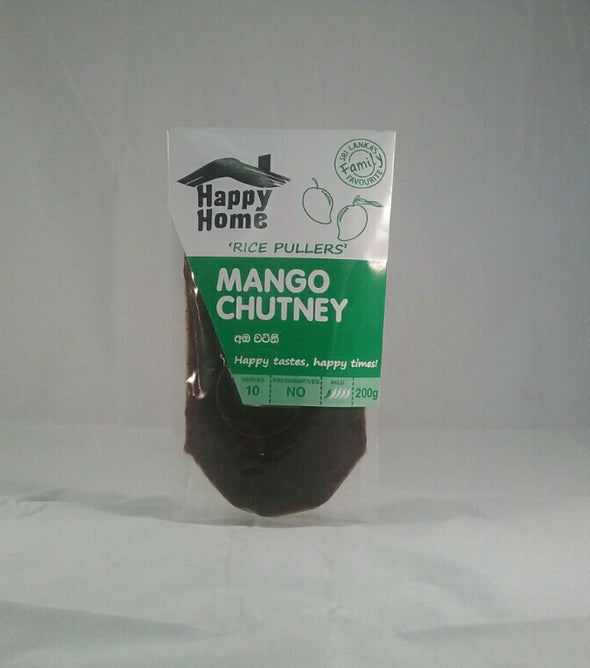 Happy
Home
SRI LANKA'S
Family
FAVOURITE
'RICE PULLERS'
MANGO
CHUTNEY
අඹ චට්නි
Happy tastes, happy times!
SERVES
10
PRESERVATIVES
NO
MILD
200g